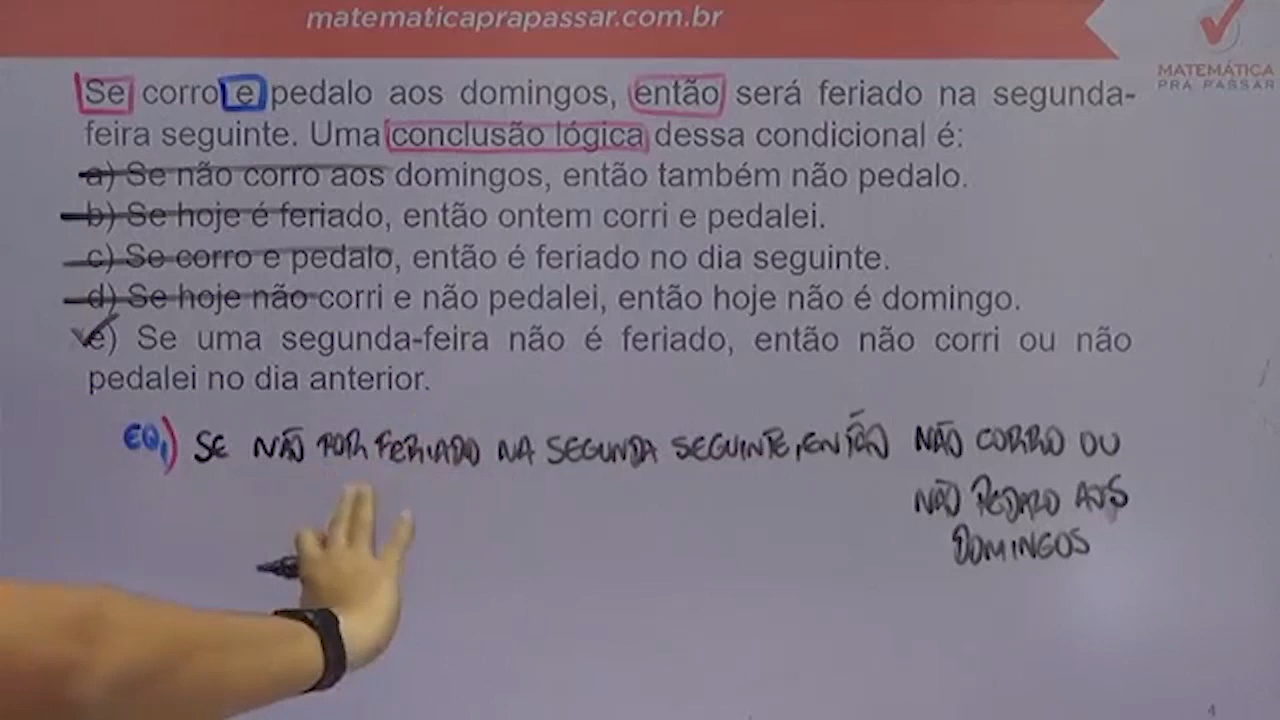 matematicaprapassar.com.br
MATEMÁTICA
PRA PASSAR
Se corro e pedalo aos domingos, então será feriado na segunda-
feira seguinte. Uma conclusão lógica dessa condicional é:
a) Se não corro aos domingos, então também não pedalo.
b) Se hoje é feriado, então ontem corri e pedalei.
c) Se corro e pedalo, então é feriado no dia seguinte.
d) Se hoje não corri e não pedalei, então hoje não é domingo.
e) Se uma segunda-feira não é feriado, então não corri ou não
pedalei no dia anterior.
EQ1) SE NÃO FOR FERIADO NA SEGUNDA SEGUINTE, ENTÃO NÃO CORRO OU
NÃO PEDALO AOS
DOMINGOS
4